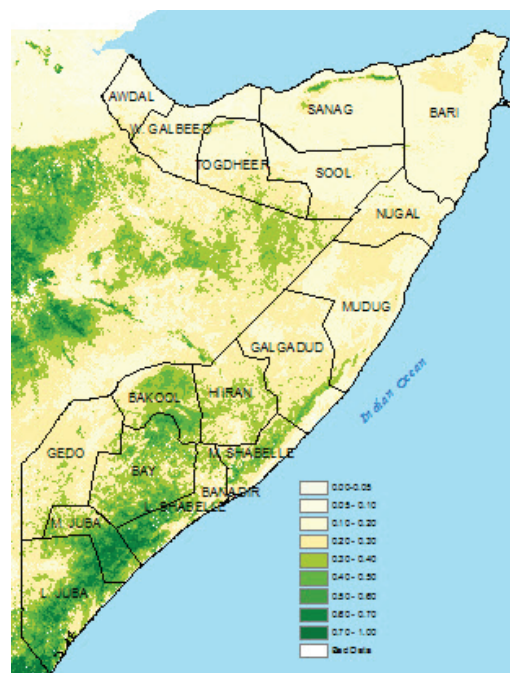 AWDAL
W. GALBEED
SANAG
BARI
TOGDHEER
SOOL
NUGAL
MUDUG
GALGADUD
HIIRAN
BAKOOL
GEDO
BAY
M. SHABELLE
BANADIR
L. SHABELLE
M. JUBA
L. JUBA
Indian Ocean
0.00-0.05
0.05 - 0.10
0.10 - 0.20
0.20 - 0.30
0.30 - 0.40
0.40 - 0.50
0.50 - 0.60
0.60 - 0.70
0.70 - 1.00
Bad Data